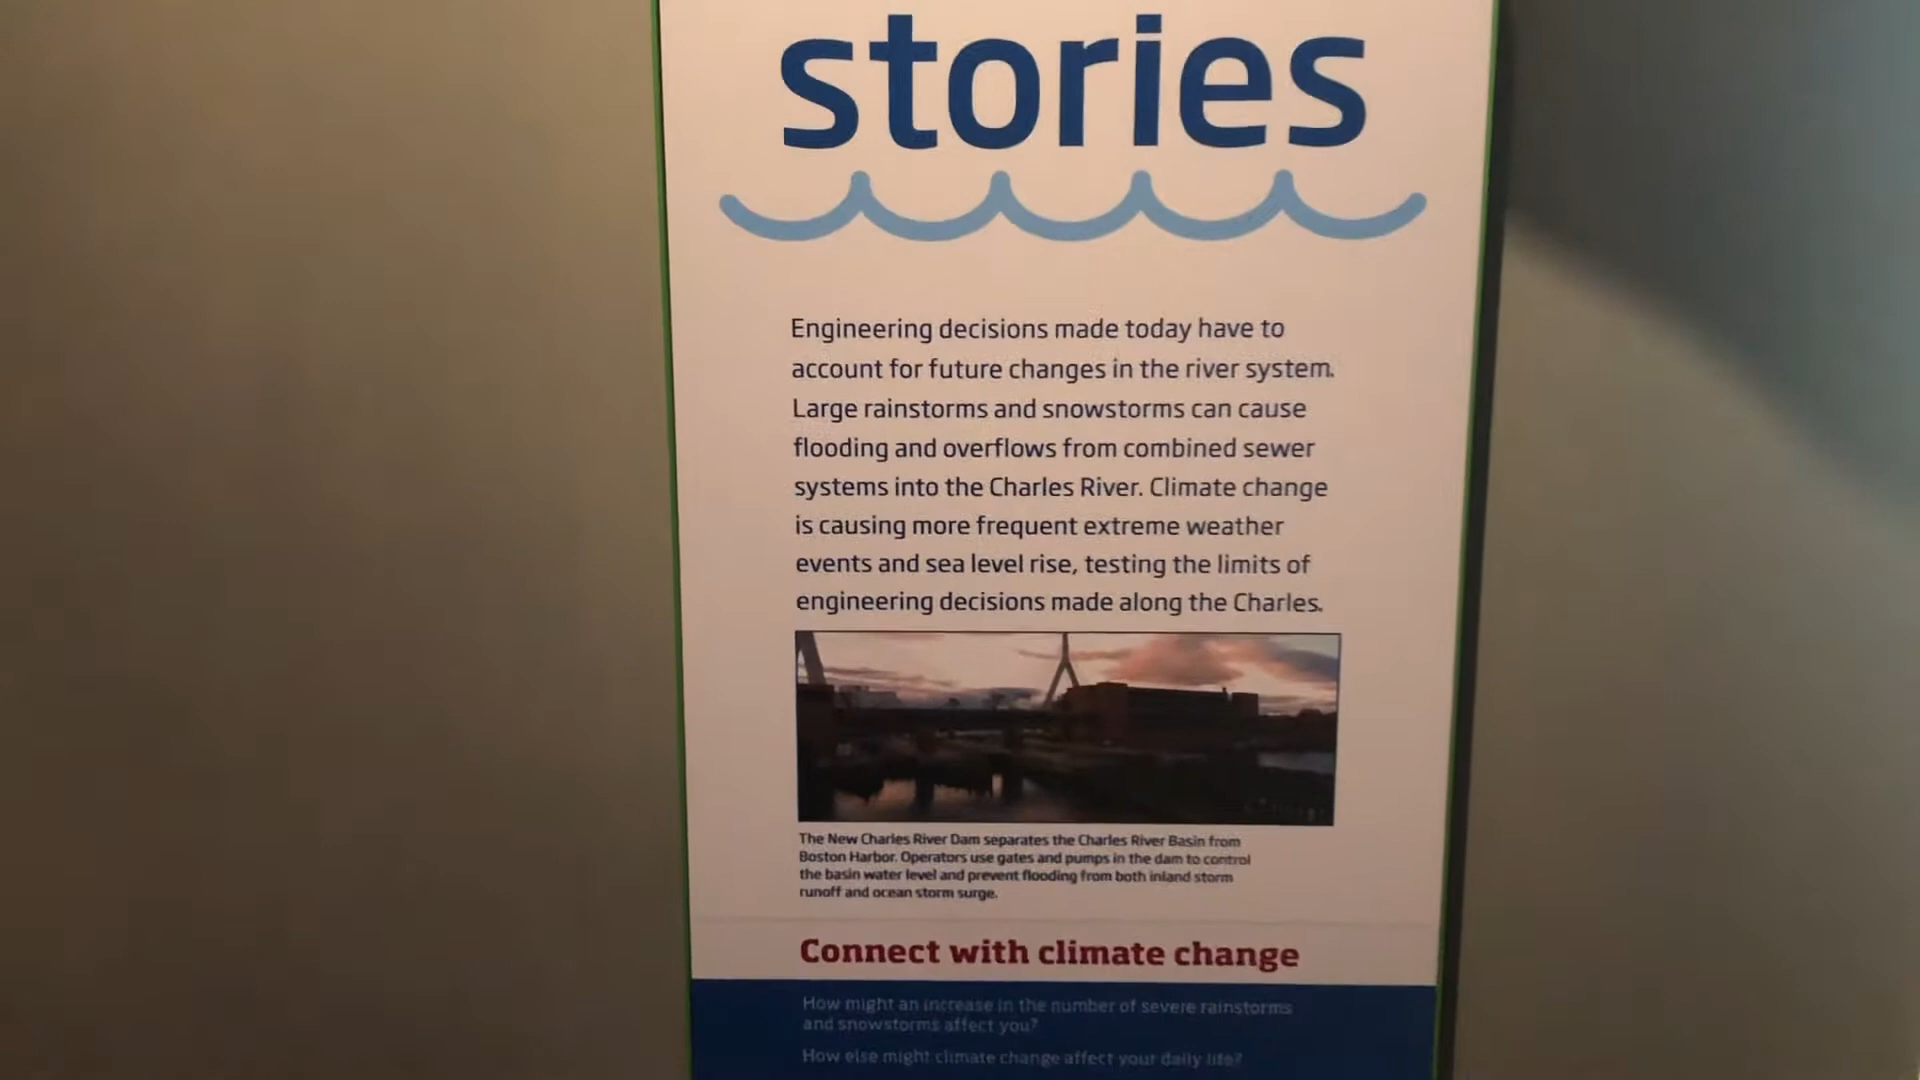 stories
Engineering decisions made today have to
account for future changes in the river system.
Large rainstorms and snowstorms can cause
flooding and overflows from combined sewer
systems into the Charles River. Climate change
is causing more frequent extreme weather
events and sea level rise, testing the limits of
engineering decisions made along the Charles.
The New Charles River Dam separates the Charles River Basin from
Boston Harbor. Operators use gates and pumps in the dam to control
the basin water level and prevent flooding from both inland storm
runoff and ocean storm surge.
Connect with climate change
How might an increase in the number of severe rainstorms
and snowstorms affect you?
How else might climate change affect your daily life?